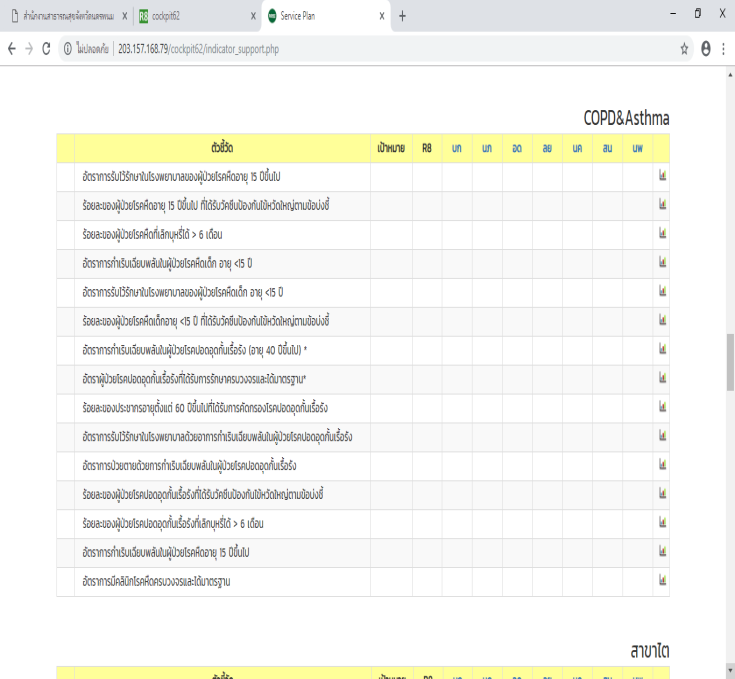 สำนักงานสาธารณสุขจังหวัดนครพนม
R8 cockpit62
Service Plan
ไม่ปลอดภัย | 203.157.168.79/cockpit62/indicator_support.php
COPD&Asthma
ตัวชี้วัด เป้าหมาย R8 บก นภ อด ลย นค สน นพ
อัตราการรับไว้รักษาในโรงพยาบาลของผู้ป่วยโรคหืดอายุ 15 ปีขึ้นไป
ร้อยละของผู้ป่วยโรคหืดอายุ 15 ปีขึ้นไป ที่ได้รับวัคซีนป้องกันไข้หวัดใหญ่ตามข้อบ่งชี้
ร้อยละของผู้ป่วยโรคหืดที่เลิกบุหรี่ได้ > 6 เดือน
อัตราการกำเริบเฉียบพลันในผู้ป่วยโรคหืดเด็ก อายุ <15 ปี
อัตราการรับไว้รักษาในโรงพยาบาลของผู้ป่วยโรคหืดเด็ก อายุ <15 ปี
ร้อยละของผู้ป่วยโรคหืดเด็กอายุ <15 ปี ที่ได้รับวัคซีนป้องกันไข้หวัดใหญ่ตามข้อบ่งชี้
อัตราการกำเริบเฉียบพลันในผู้ป่วยโรคปอดอุดกั้นเรื้อรัง (อายุ 40 ปีขึ้นไป) *
อัตราผู้ป่วยโรคปอดอุดกั้นเรื้อรังที่ได้รับการรักษาครบวงจรและได้มาตรฐาน*
ร้อยละของประชากรอายุตั้งแต่ 60 ปีขึ้นไปที่ได้รับการคัดกรองโรคปอดอุดกั้นเรื้อรัง
อัตราการรับไว้รักษาในโรงพยาบาลด้วยอาการกำเริบเฉียบพลันในผู้ป่วยโรคปอดอุดกั้นเรื้อรัง
อัตราการป่วยตายด้วยการกำเริบเฉียบพลันในผู้ป่วยโรคปอดอุดกั้นเรื้อรัง
ร้อยละของผู้ป่วยโรคปอดอุดกั้นเรื้อรังที่ได้รับวัคซีนป้องกันไข้หวัดใหญ่ตามข้อบ่งชี้
ร้อยละของผู้ป่วยโรคปอดอุดกั้นเรื้อรังที่เลิกบุหรี่ได้ > 6 เดือน
อัตราการกำเริบเฉียบพลันในผู้ป่วยโรคหืดอายุ 15 ปีขึ้นไป
อัตราการมีคลินิกโรคหืดครบวงจรและได้มาตรฐาน
สาขาไต
ตัวชี้วัด เป้าหมาย R8 บก นภ อด ลย นค สน นพ